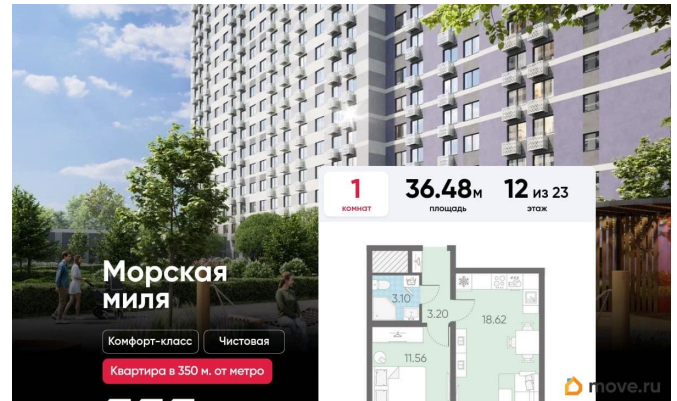 1
комнат
36.48м
площадь
12 из 23
этаж
Морская
миля
Комфорт-класс
Чистовая
Квартира в 350 м. от метро
3.10
3.20
18.62
11.56
move.ru